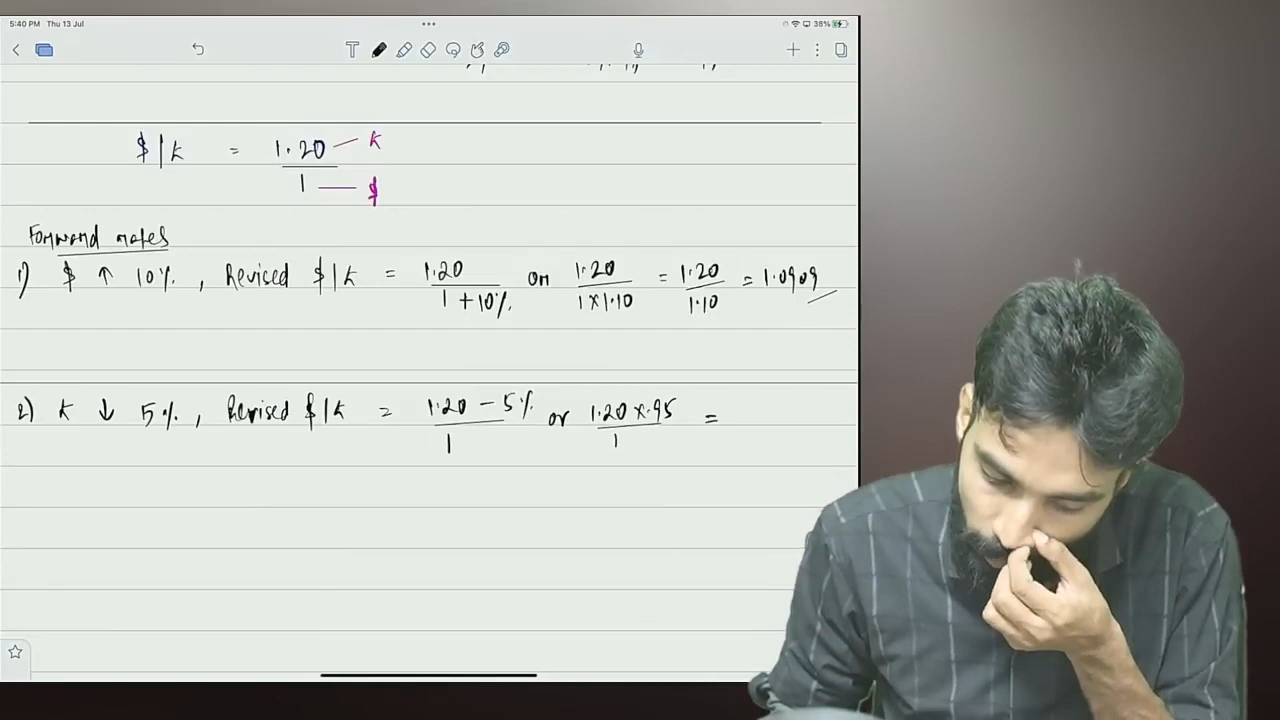 5:40 PM Thu 13 Jul
38%
$|K = 1.20 — K
1 — $
Forward rates
1) $ ↑ 10%, Revised $|K = 1.20 / 1 + 10% or 1.20 / 1 x 1.10 = 1.20 / 1.10 = 1.0909
2) K ↓ 5%, Revised $|K = 1.20 - 5% / 1 or 1.20 x .95 / 1 =